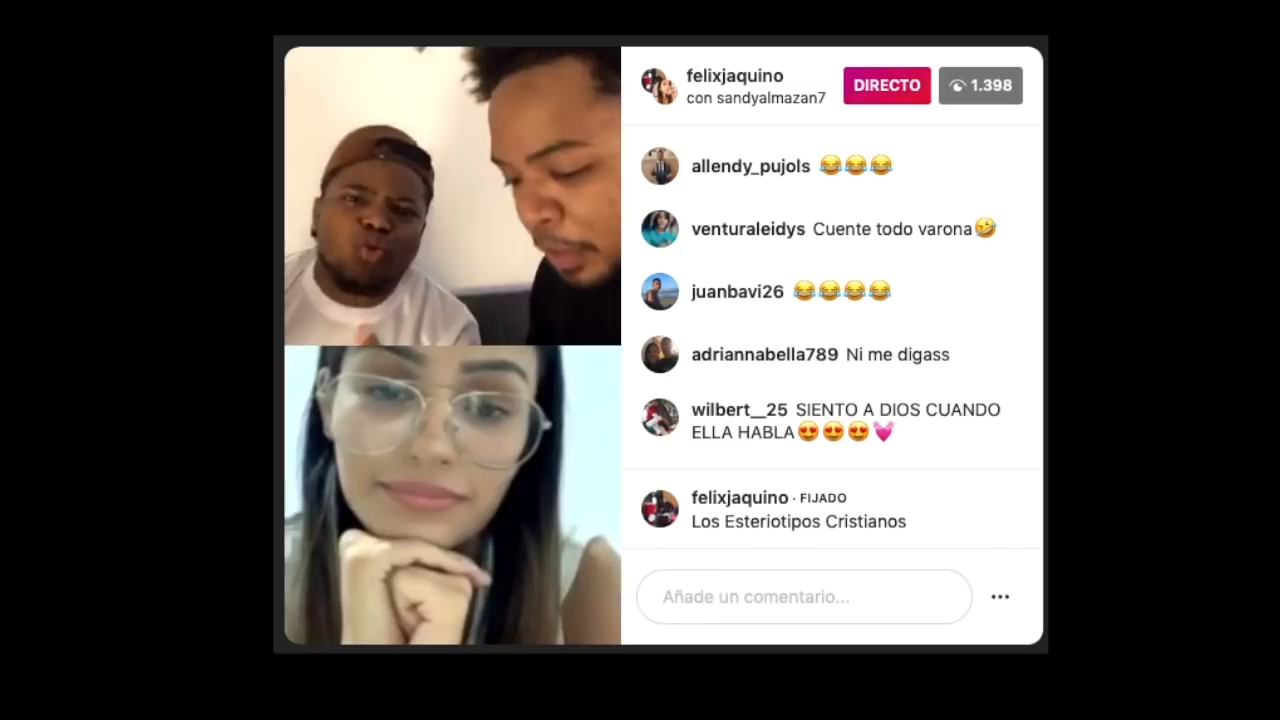 felixjaquino
con sandyalmazan7
DIRECTO
1.398
allendy_pujols 😂😂😂
venturaleidys Cuente todo varona🤣
juanbavi26 😂😂😂😂
adriannabella789 Ni me digass
wilbert__25 SIENTO A DIOS CUANDO
ELLA HABLA😍😍😍💓
felixjaquino · FIJADO
Los Esteriotipos Cristianos
Añade un comentario...